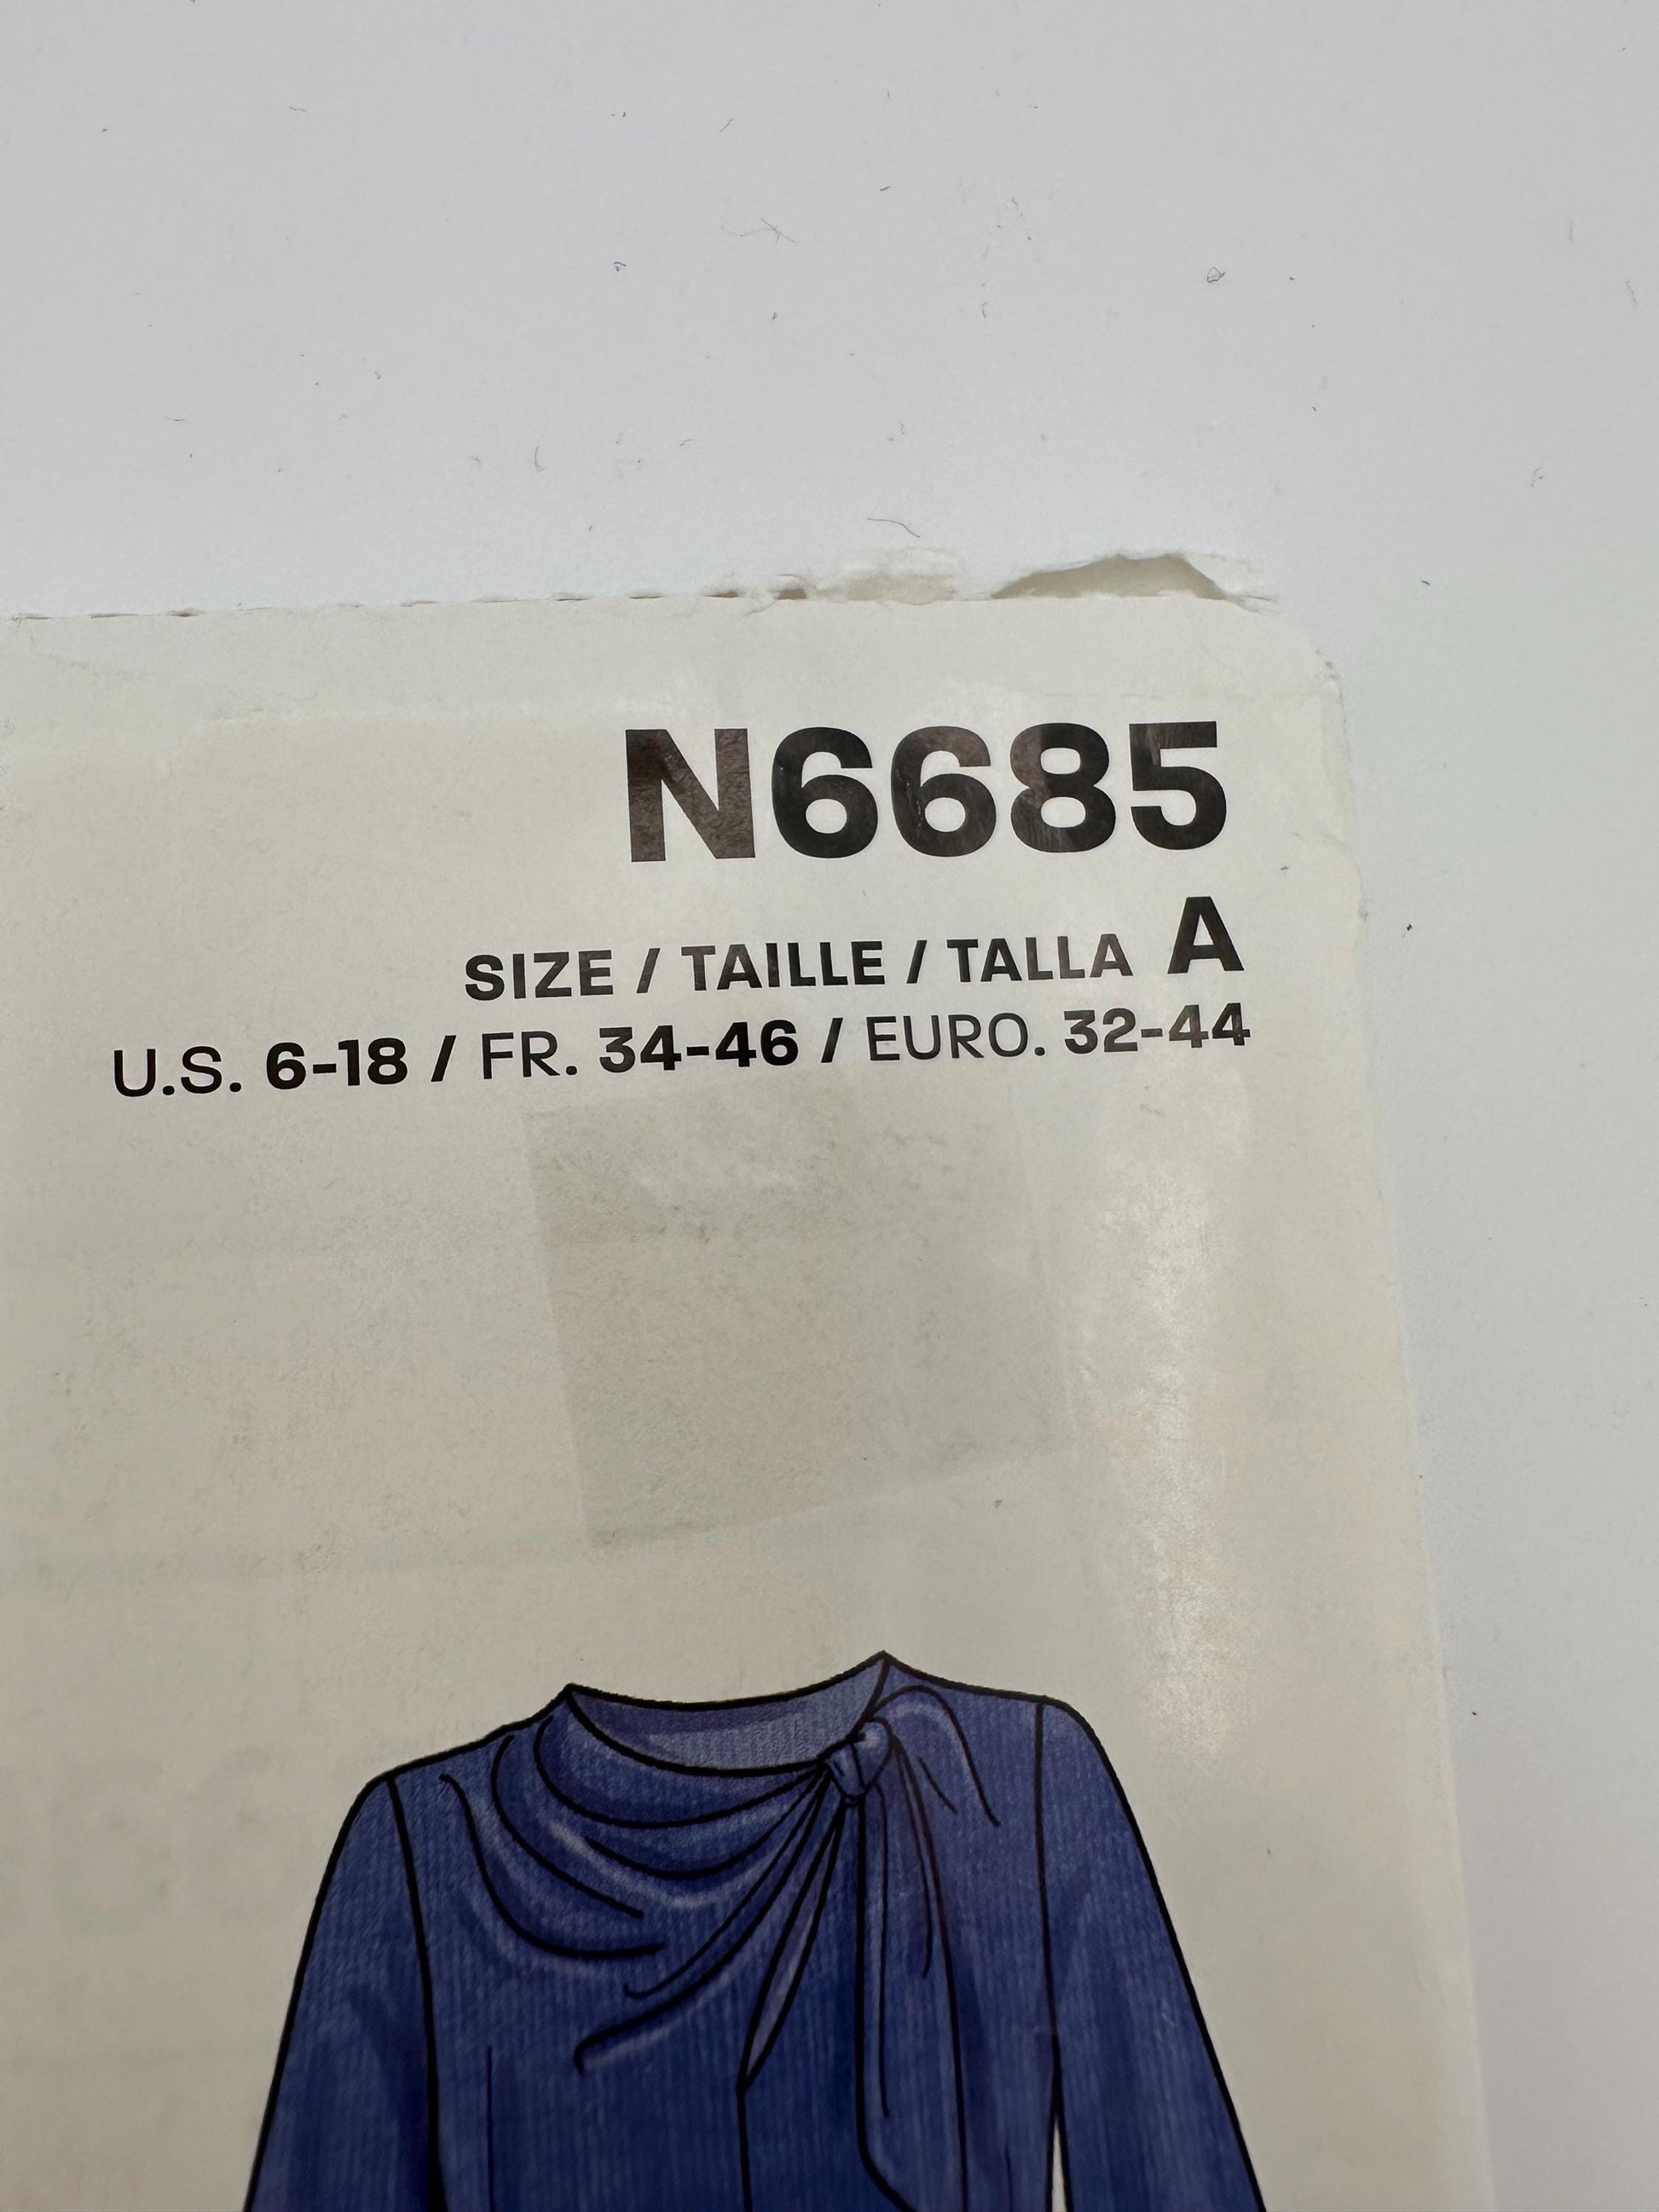 N6685
SIZE / TAILLE / TALLA A
U.S. 6-18 / FR. 34-46 / EURO. 32-44